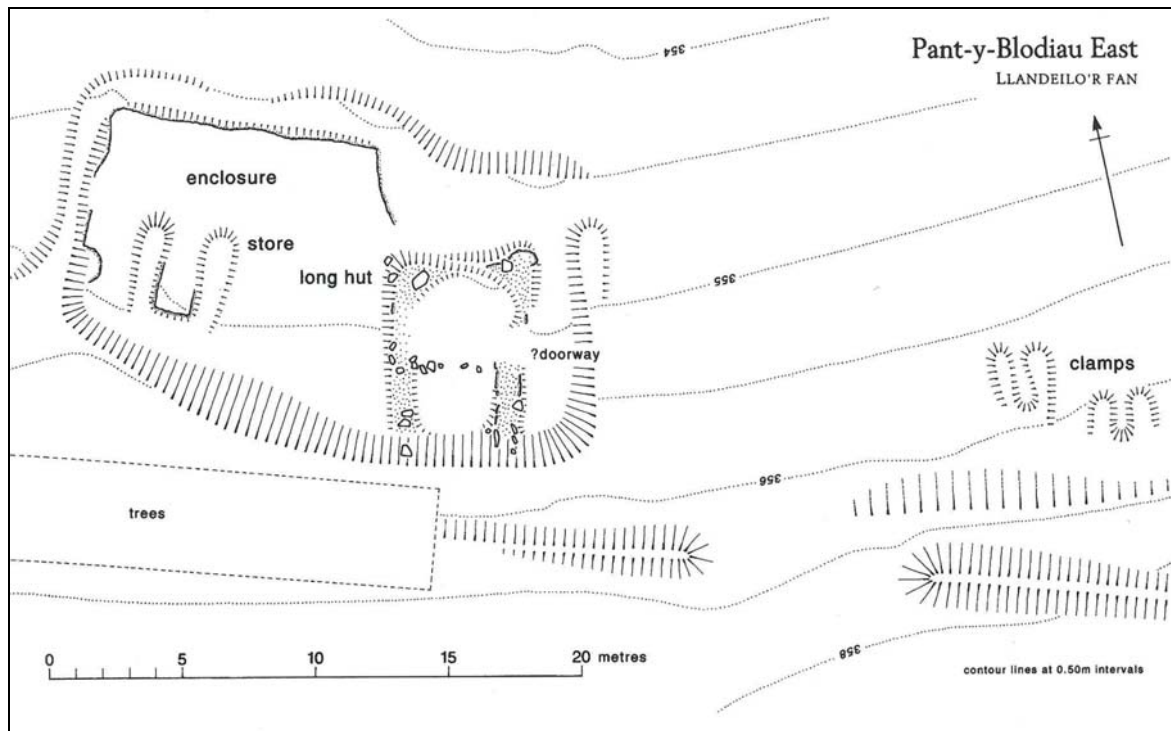 Pant-y-Blodiau East
LLANDEILO'R FAN
354
enclosure
store
long hut
355
?doorway
clamps
356
trees
358
0 5 10 15 20 metres
contour lines at 0.50m intervals